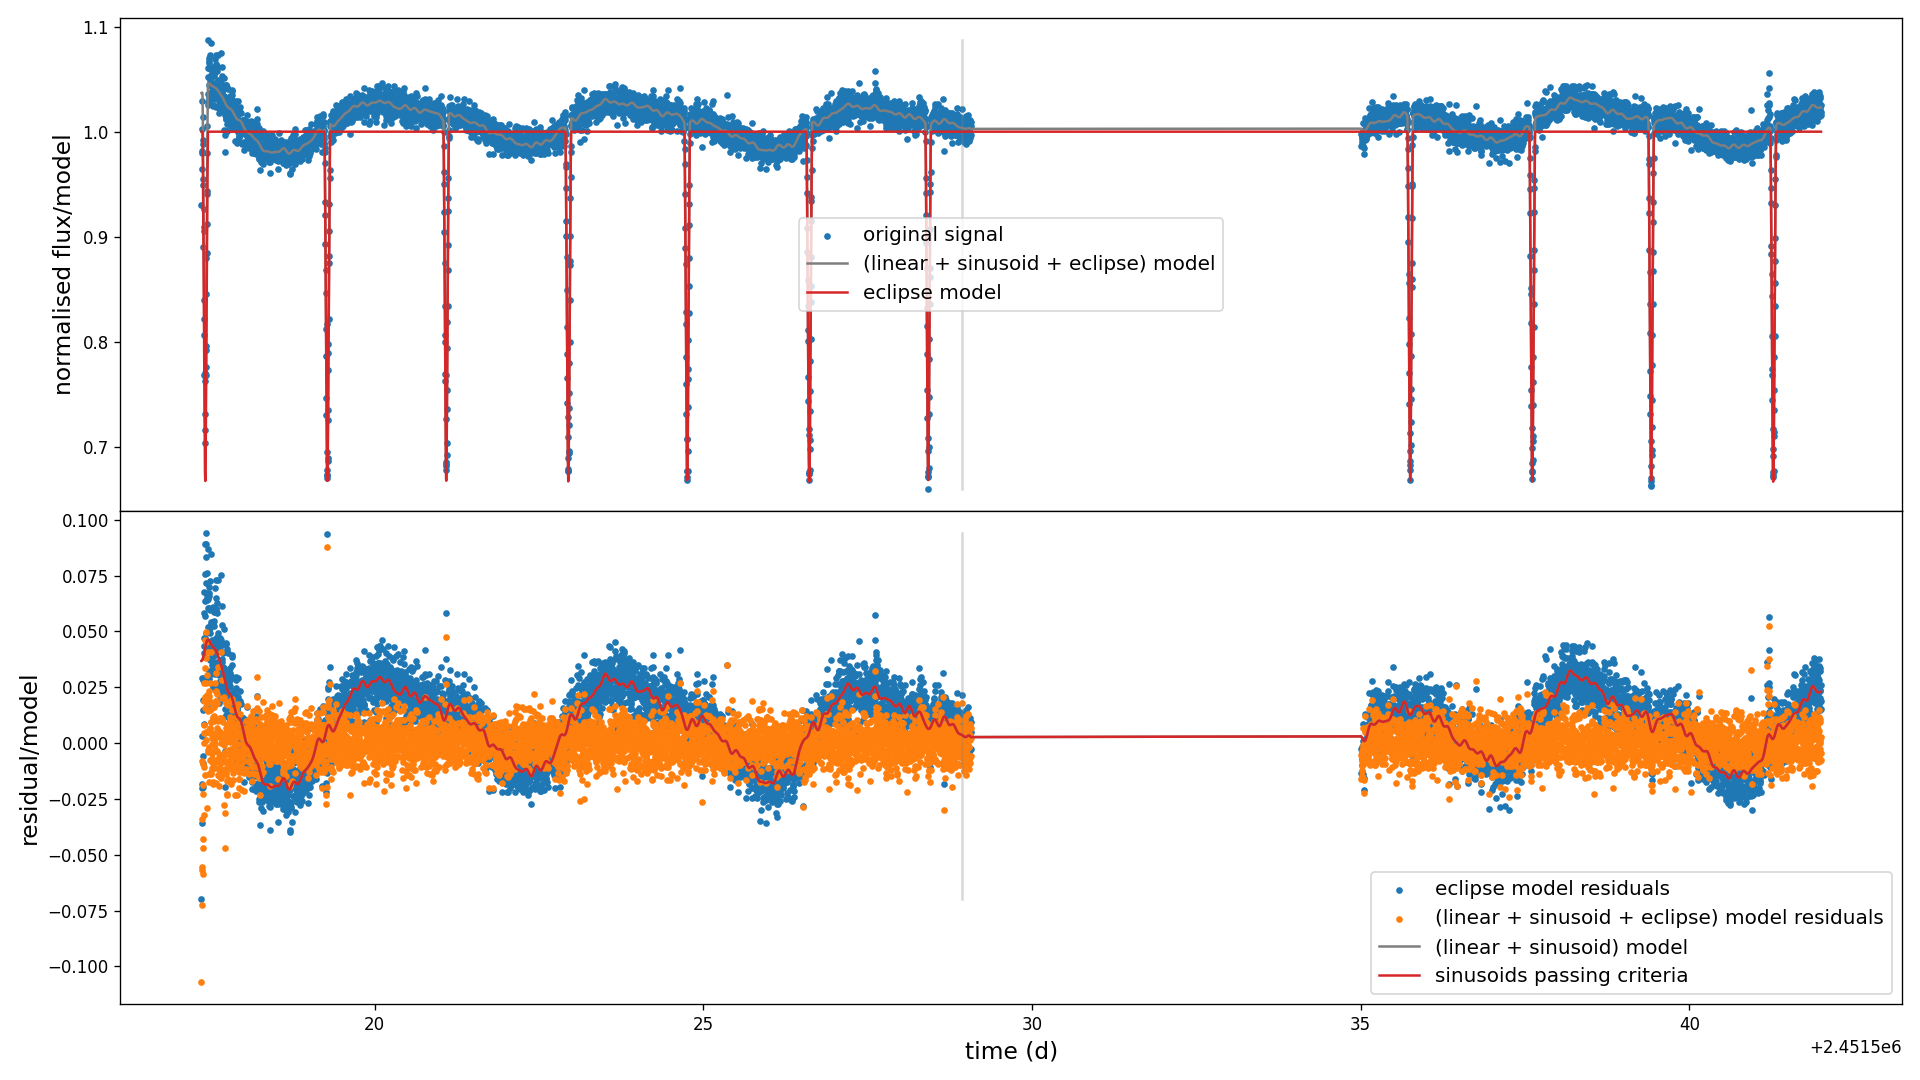 1.1
1.0
0.9
0.8
0.7
normalised flux/model
original signal
(linear + sinusoid + eclipse) model
eclipse model
0.100
0.075
0.050
0.025
0.000
−0.025
−0.050
−0.075
−0.100
residual/model
eclipse model residuals
(linear + sinusoid + eclipse) model residuals
(linear + sinusoid) model
sinusoids passing criteria
20
25
30
35
40
time (d)
+2.4515e6